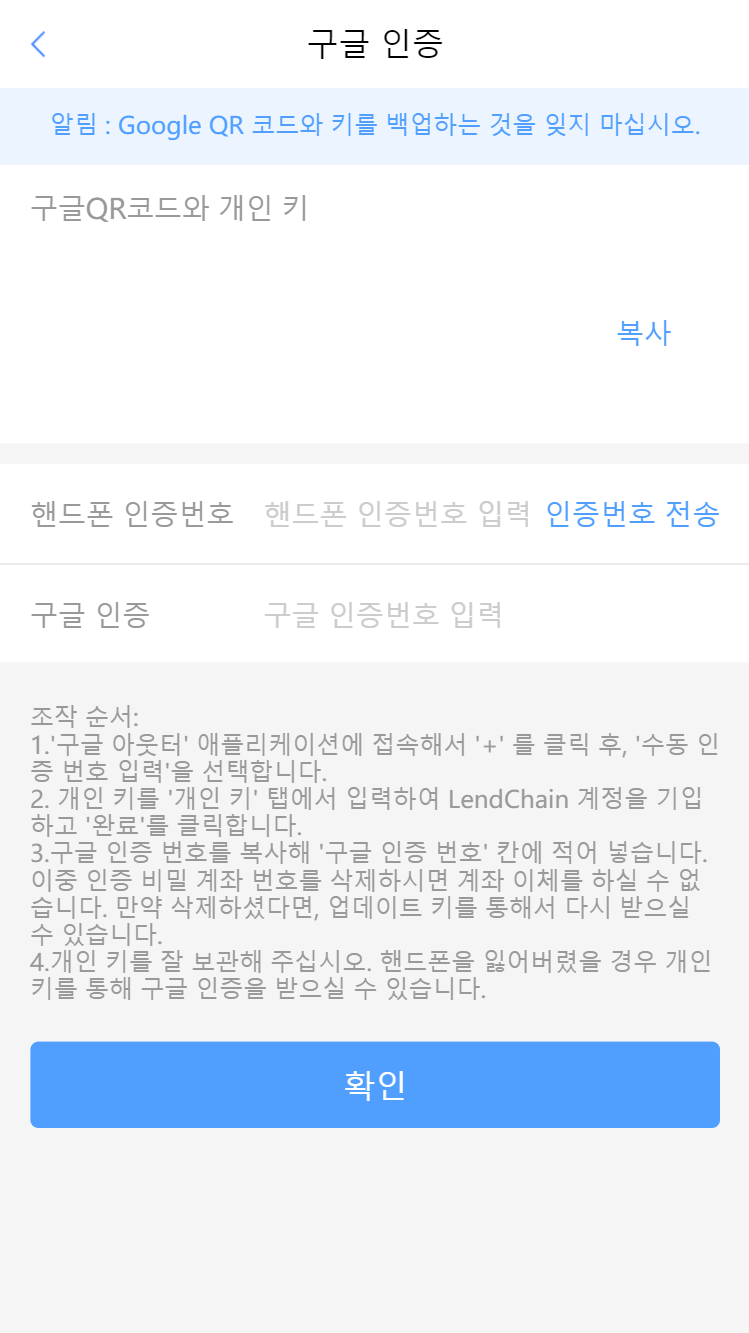 구글 인증
알림 : Google QR 코드와 키를 백업하는 것을 잊지 마십시오.
구글QR코드와 개인 키
복사
핸드폰 인증번호 핸드폰 인증번호 입력 인증번호 전송
구글 인증 구글 인증번호 입력
조작 순서:
1.'구글 아웃터' 애플리케이션에 접속해서 '+' 를 클릭 후, '수동 인
증 번호 입력'을 선택합니다.
2. 개인 키를 '개인 키' 탭에서 입력하여 LendChain 계정을 기입
하고 '완료'를 클릭합니다.
3.구글 인증 번호를 복사해 '구글 인증 번호' 칸에 적어 넣습니다.
이중 인증 비밀 계좌 번호를 삭제하시면 계좌 이체를 하실 수 없
습니다. 만약 삭제하셨다면, 업데이트 키를 통해서 다시 받으실
수 있습니다.
4.개인 키를 잘 보관해 주십시오. 핸드폰을 잃어버렸을 경우 개인
키를 통해 구글 인증을 받으실 수 있습니다.
확인